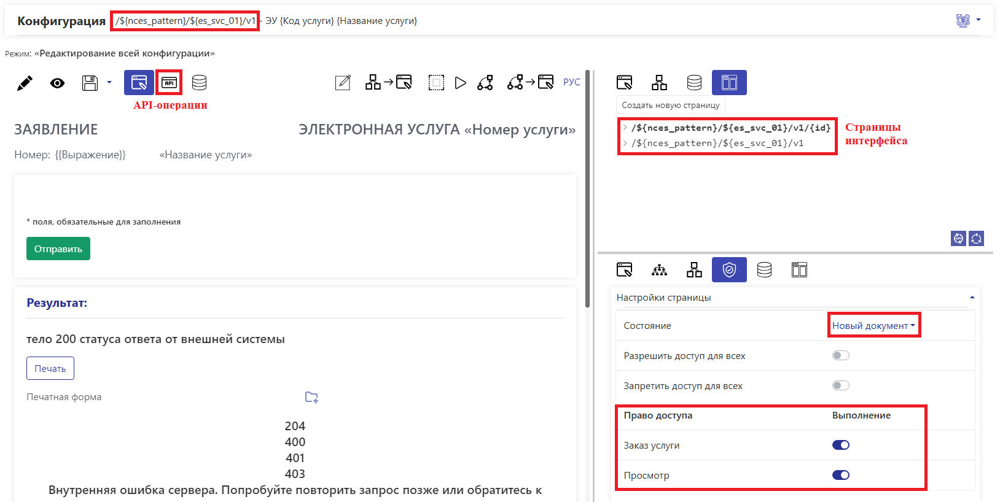 Конфигурация /${nces_pattern}/${es_svc_01}/v1 - ЭУ {Код услуги} {Название услуги}
Режим: «Редактирование всей конфигурации»
API
РУС
API-операции
ЗАЯВЛЕНИЕ
ЭЛЕКТРОННАЯ УСЛУГА «Номер услуги»
Номер: {{Выражение}}
«Название услуги»
* поля, обязательные для заполнения
Отправить
Результат:
тело 200 статуса ответа от внешней системы
Печать
Печатная форма
204
400
401
403
Внутренняя ошибка сервера. Попробуйте повторить запрос позже или обратитесь к
Создать новую страницу
/${nces_pattern}/${es_svc_01}/v1/{id}
/${nces_pattern}/${es_svc_01}/v1
Страницы
интерфейса
API
Настройки страницы
Состояние
Новый документ
Разрешить доступ для всех
Запретить доступ для всех
Право доступа
Выполнение
Заказ услуги
Просмотр